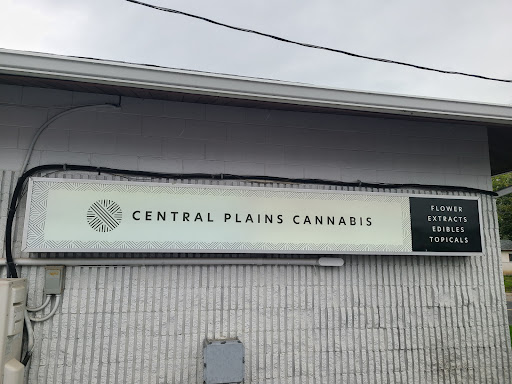 CENTRAL PLAINS CANNABIS
FLOWER
EXTRACTS
EDIBLES
TOPICALS